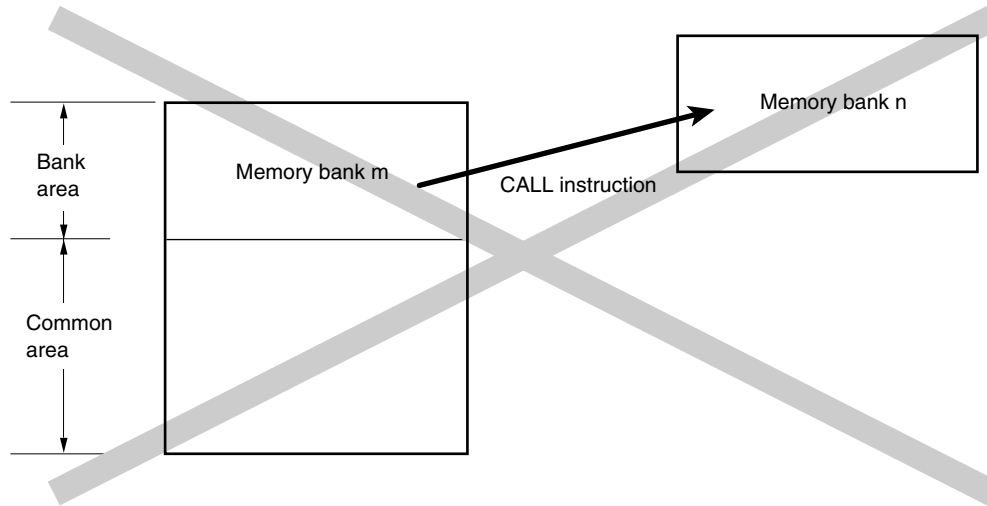 Memory bank n
Bank
area
Memory bank m
CALL instruction
Common
area